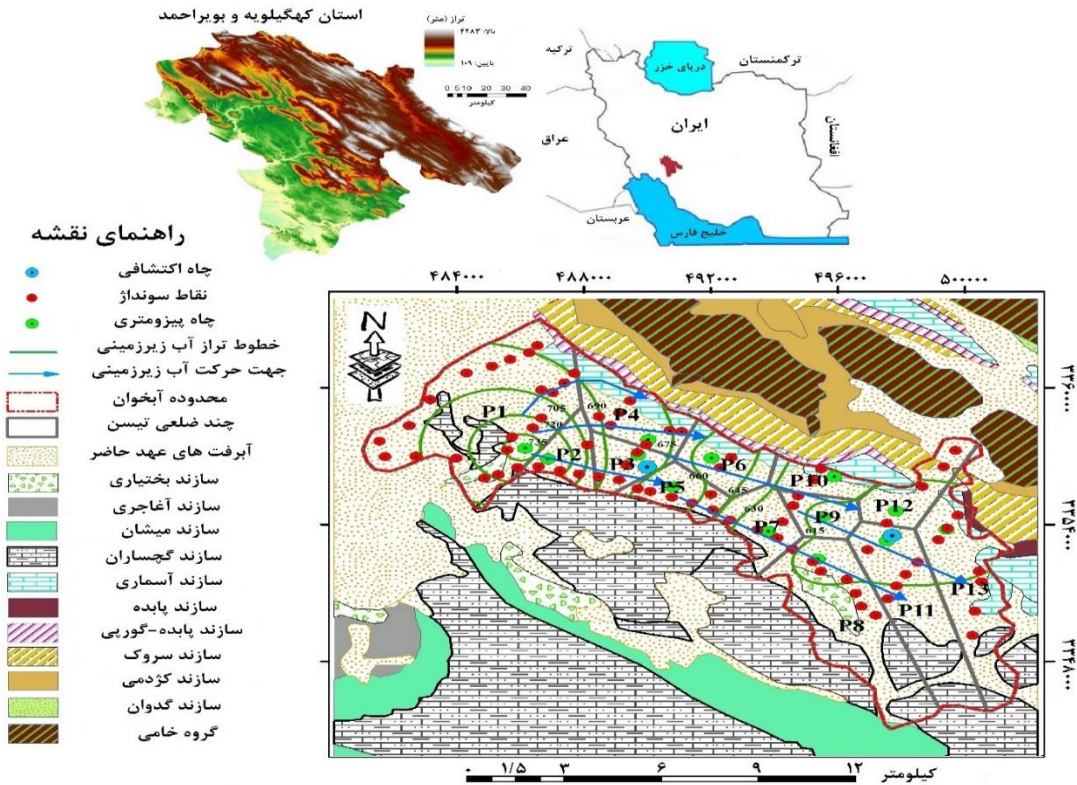 استان کهگیلویه و بویراحمد
تراز (متر)
بالا: ۴۲۸۳
پایین: ۱۰۹
۰ ۵ ۱۰ ۲۰ ۳۰ ۴۰
کیلومتر
ترکیه
دریای خزر
ترکمنستان
عراق
ایران
افغانستان
عربستان
خلیج فارس
راهنمای نقشه
چاه اکتشافی
نقاط سونداژ
چاه پیزومتری
خطوط تراز آب زیرزمینی
جهت حرکت آب زیرزمینی
محدوده آبخوان
چند ضلعی تیسن
آبرفت های عهد حاضر
سازند بختیاری
سازند آغاجری
سازند میشان
سازند گچساران
سازند آسماری
سازند پابده
سازند پابده-گورپی
سازند سروک
سازند کژدمی
سازند گدوان
گروه خامی
۴۸۴۰۰۰ ۴۸۸۰۰۰ ۴۹۲۰۰۰ ۴۹۶۰۰۰ ۵۰۰۰۰۰
N
P1
P4
705
690
720
735
675
P2
P3
P6
660
P5
645
P10
630
P12
P7
P9
615
P13
P11
P8
۳۳۶۰۰۰۰
۳۳۵۴۰۰۰
۳۳۴۸۰۰۰
۰ ۱/۵ ۳ ۶ ۹ ۱۲
کیلومتر